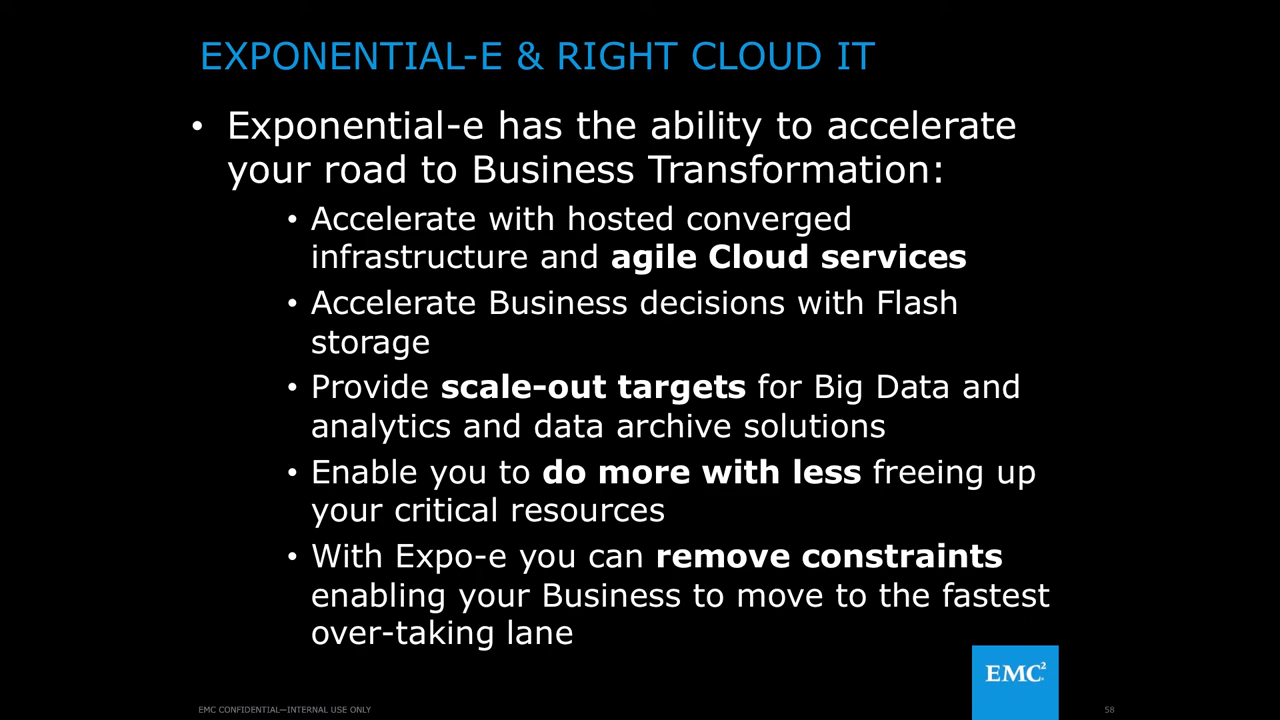 EXPONENTIAL-E & RIGHT CLOUD IT
• Exponential-e has the ability to accelerate
your road to Business Transformation:
• Accelerate with hosted converged
infrastructure and agile Cloud services
• Accelerate Business decisions with Flash
storage
• Provide scale-out targets for Big Data and
analytics and data archive solutions
• Enable you to do more with less freeing up
your critical resources
• With Expo-e you can remove constraints
enabling your Business to move to the fastest
over-taking lane
EMC²
EMC CONFIDENTIAL—INTERNAL USE ONLY
58